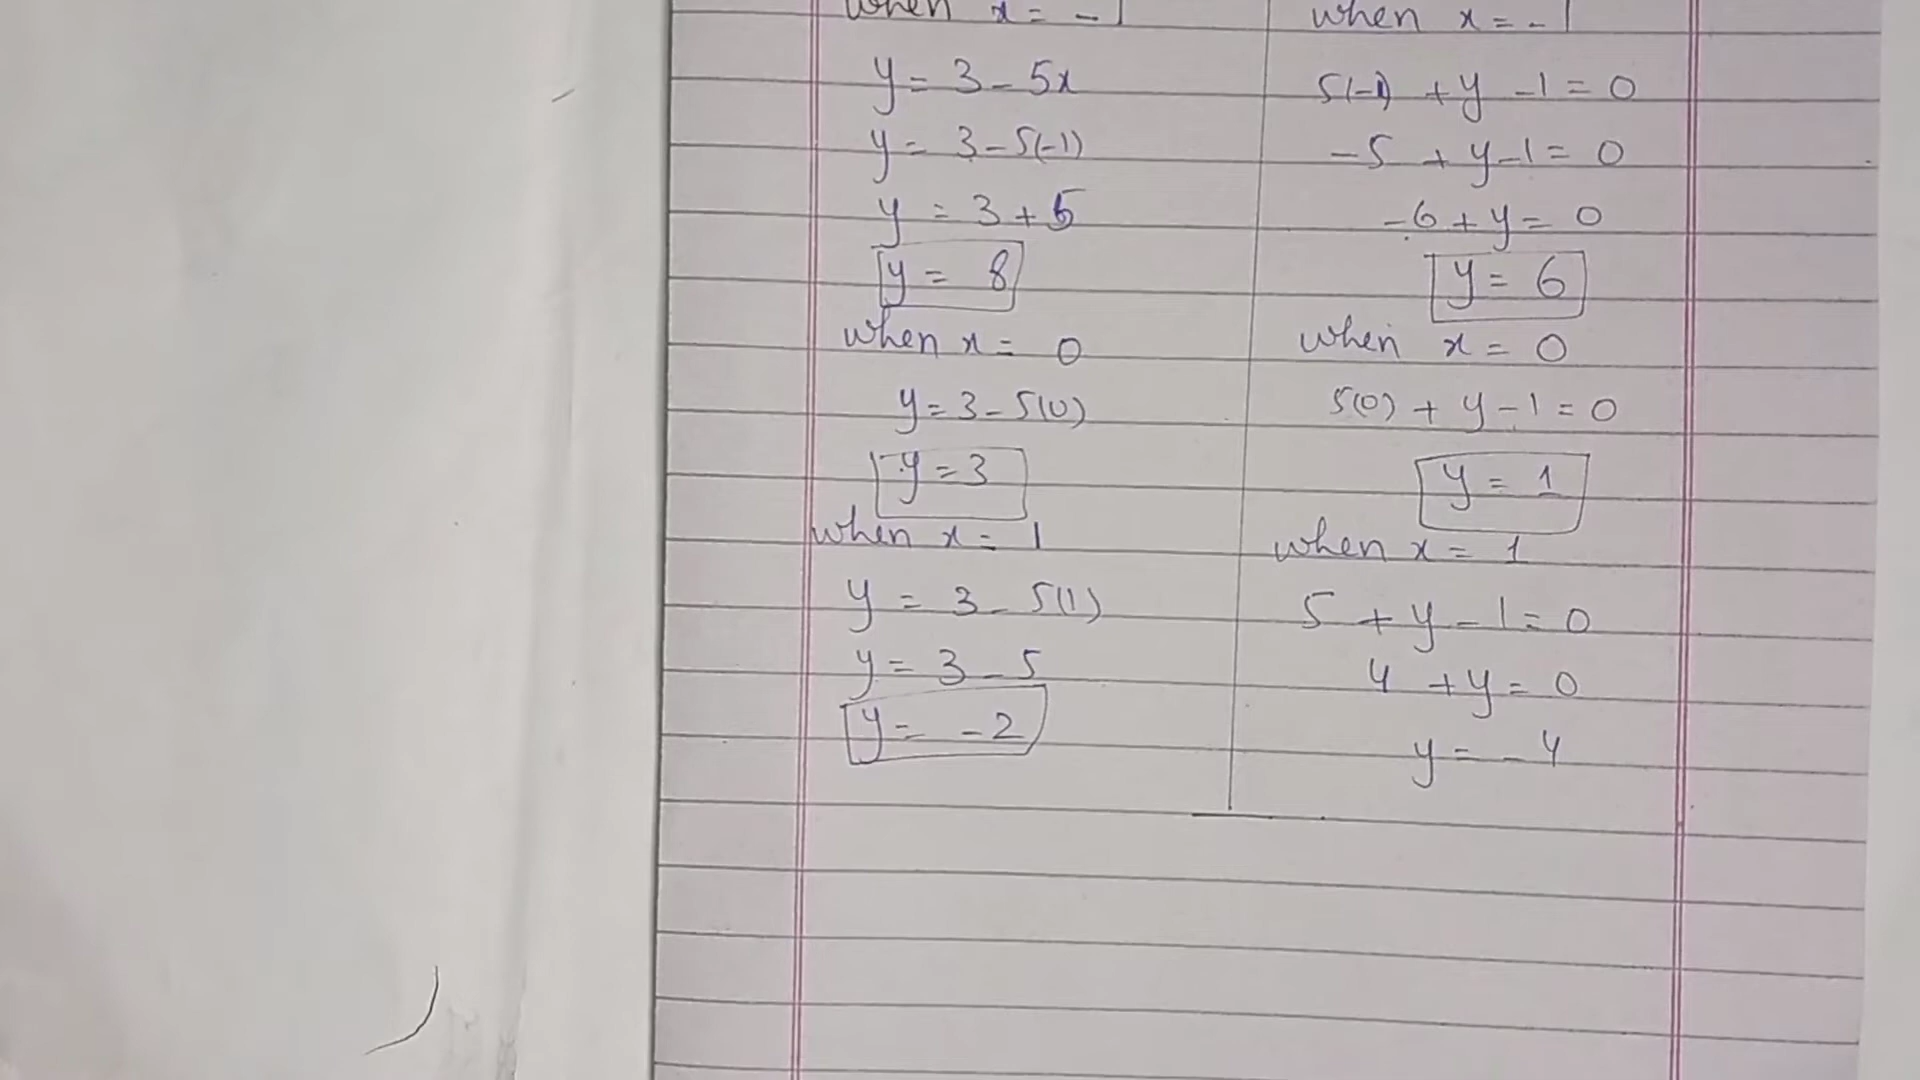 when x = -1
y = 3 - 5x
y = 3 - 5(-1)
y = 3 + 5
y = 8
when x = 0
y = 3 - 5(0)
y = 3
when x = 1
y = 3 - 5(1)
y = 3 - 5
y = -2
when x = -1
5(-1) + y - 1 = 0
-5 + y - 1 = 0
-6 + y = 0
y = 6
when x = 0
5(0) + y - 1 = 0
y = 1
when x = 1
5 + y - 1 = 0
4 + y = 0
y = -4